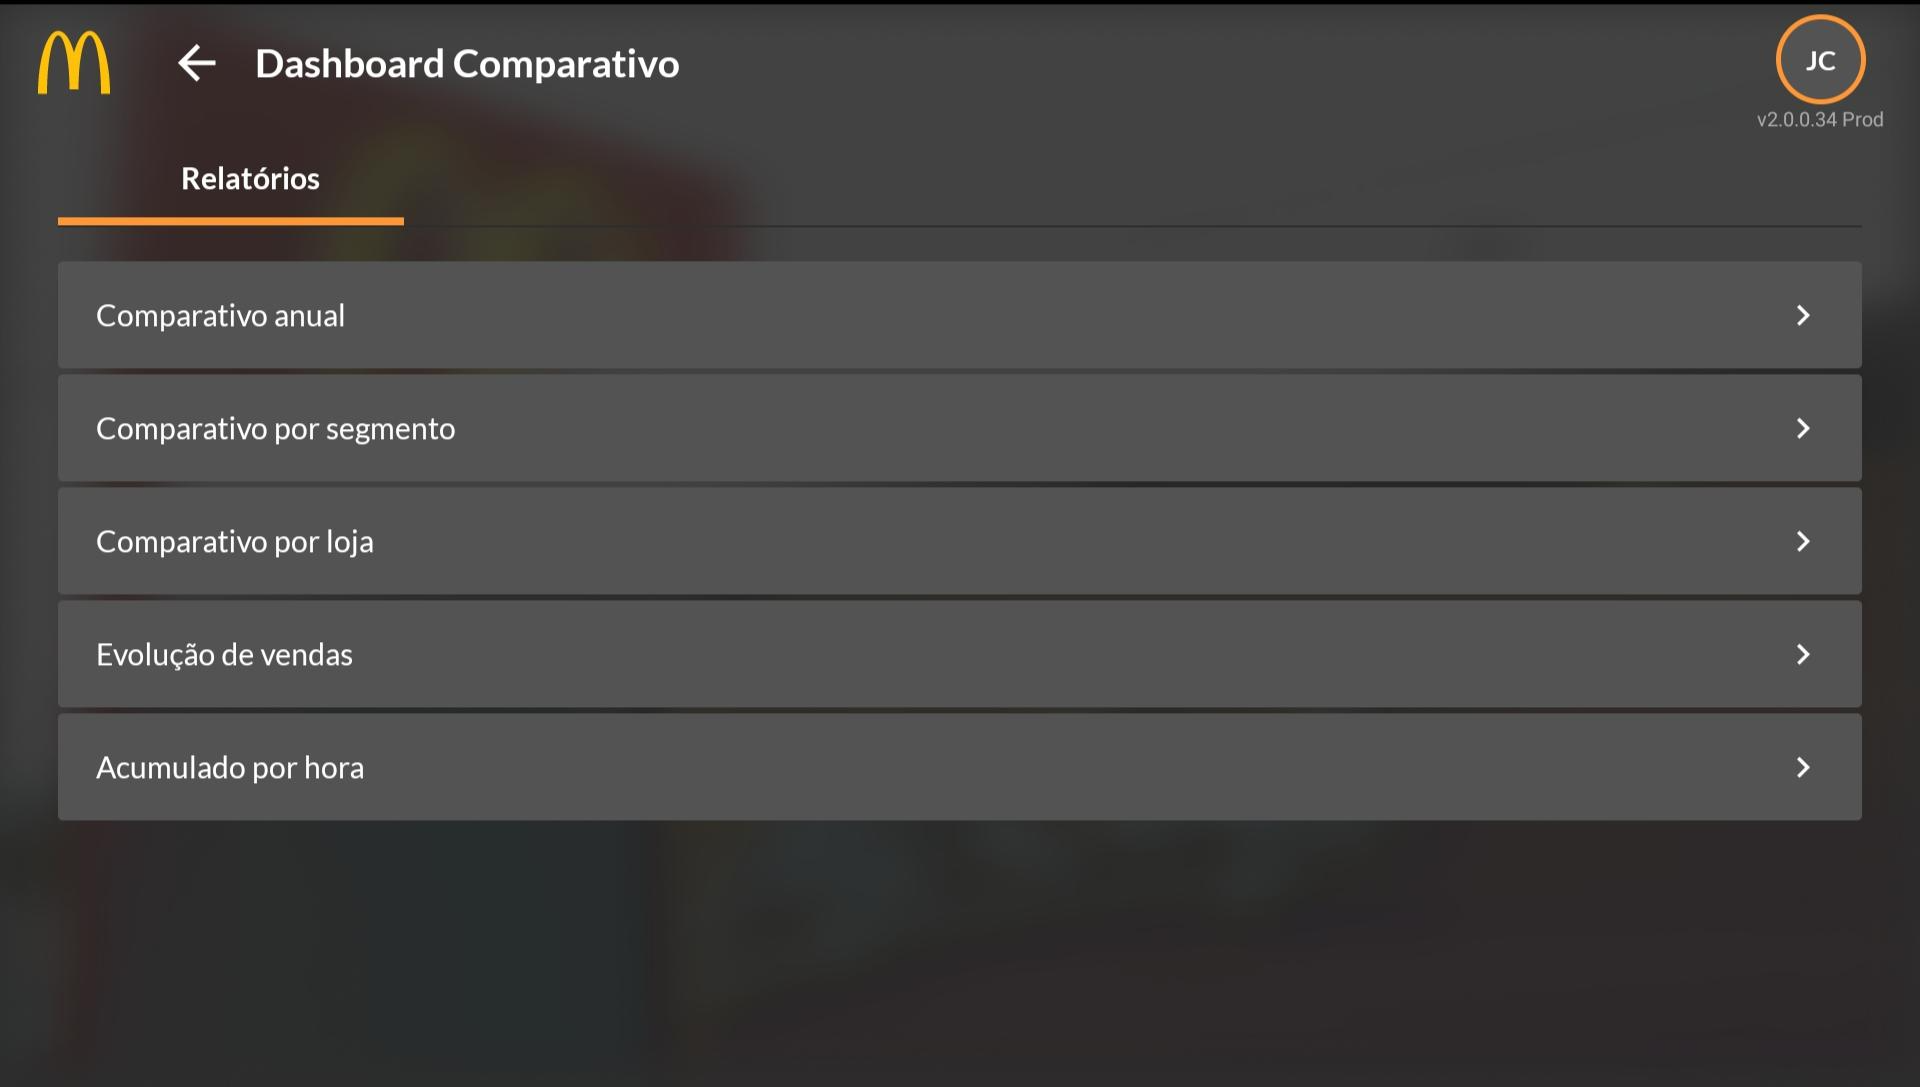 Dashboard Comparativo
JC
v2.0.0.34 Prod
Relatórios
Comparativo anual
Comparativo por segmento
Comparativo por loja
Evolução de vendas
Acumulado por hora